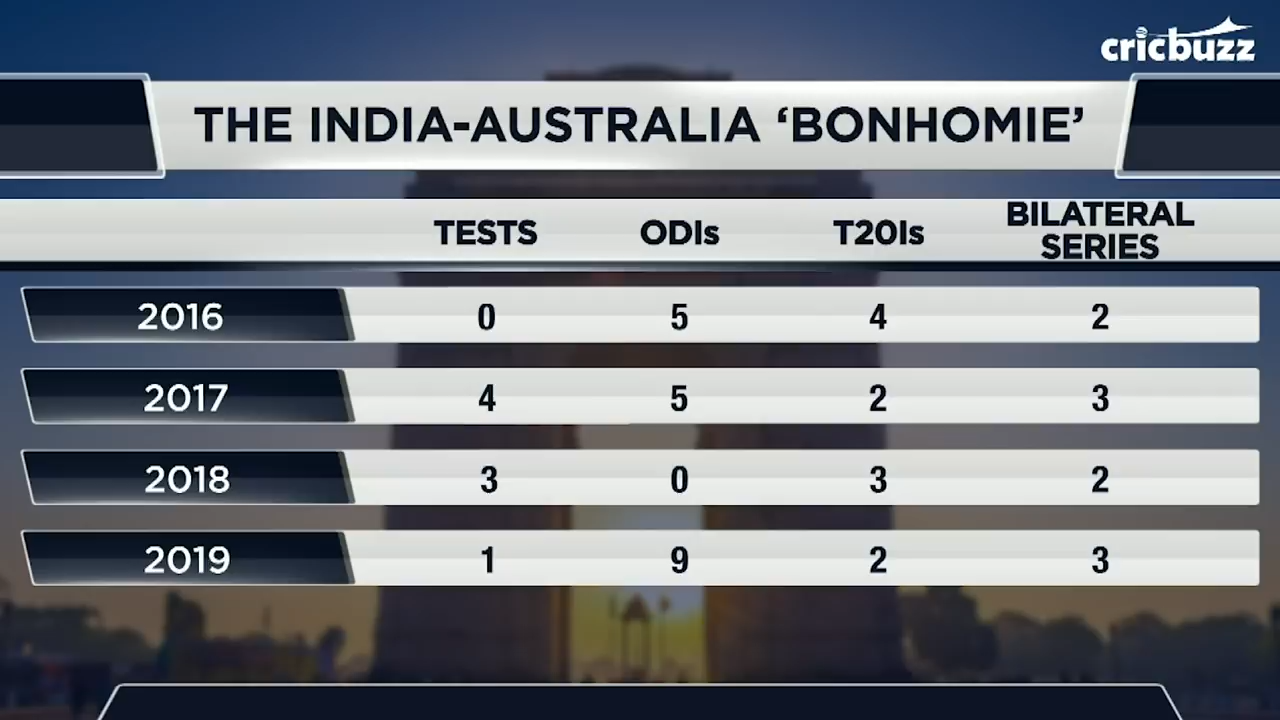 cricbuzz
THE INDIA-AUSTRALIA ‘BONHOMIE’
TESTS ODIs T20Is BILATERAL SERIES
2016 0 5 4 2
2017 4 5 2 3
2018 3 0 3 2
2019 1 9 2 3